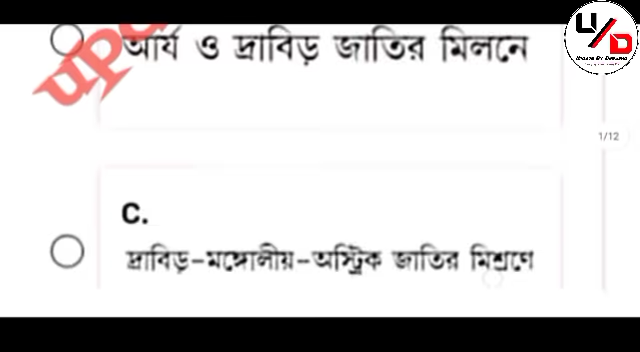 আর্য ও দ্রাবিড় জাতির মিলনে
U/D
1/12
C.
দ্রাবিড়-মঙ্গোলীয়-অস্ট্রিক জাতির মিশ্রণে